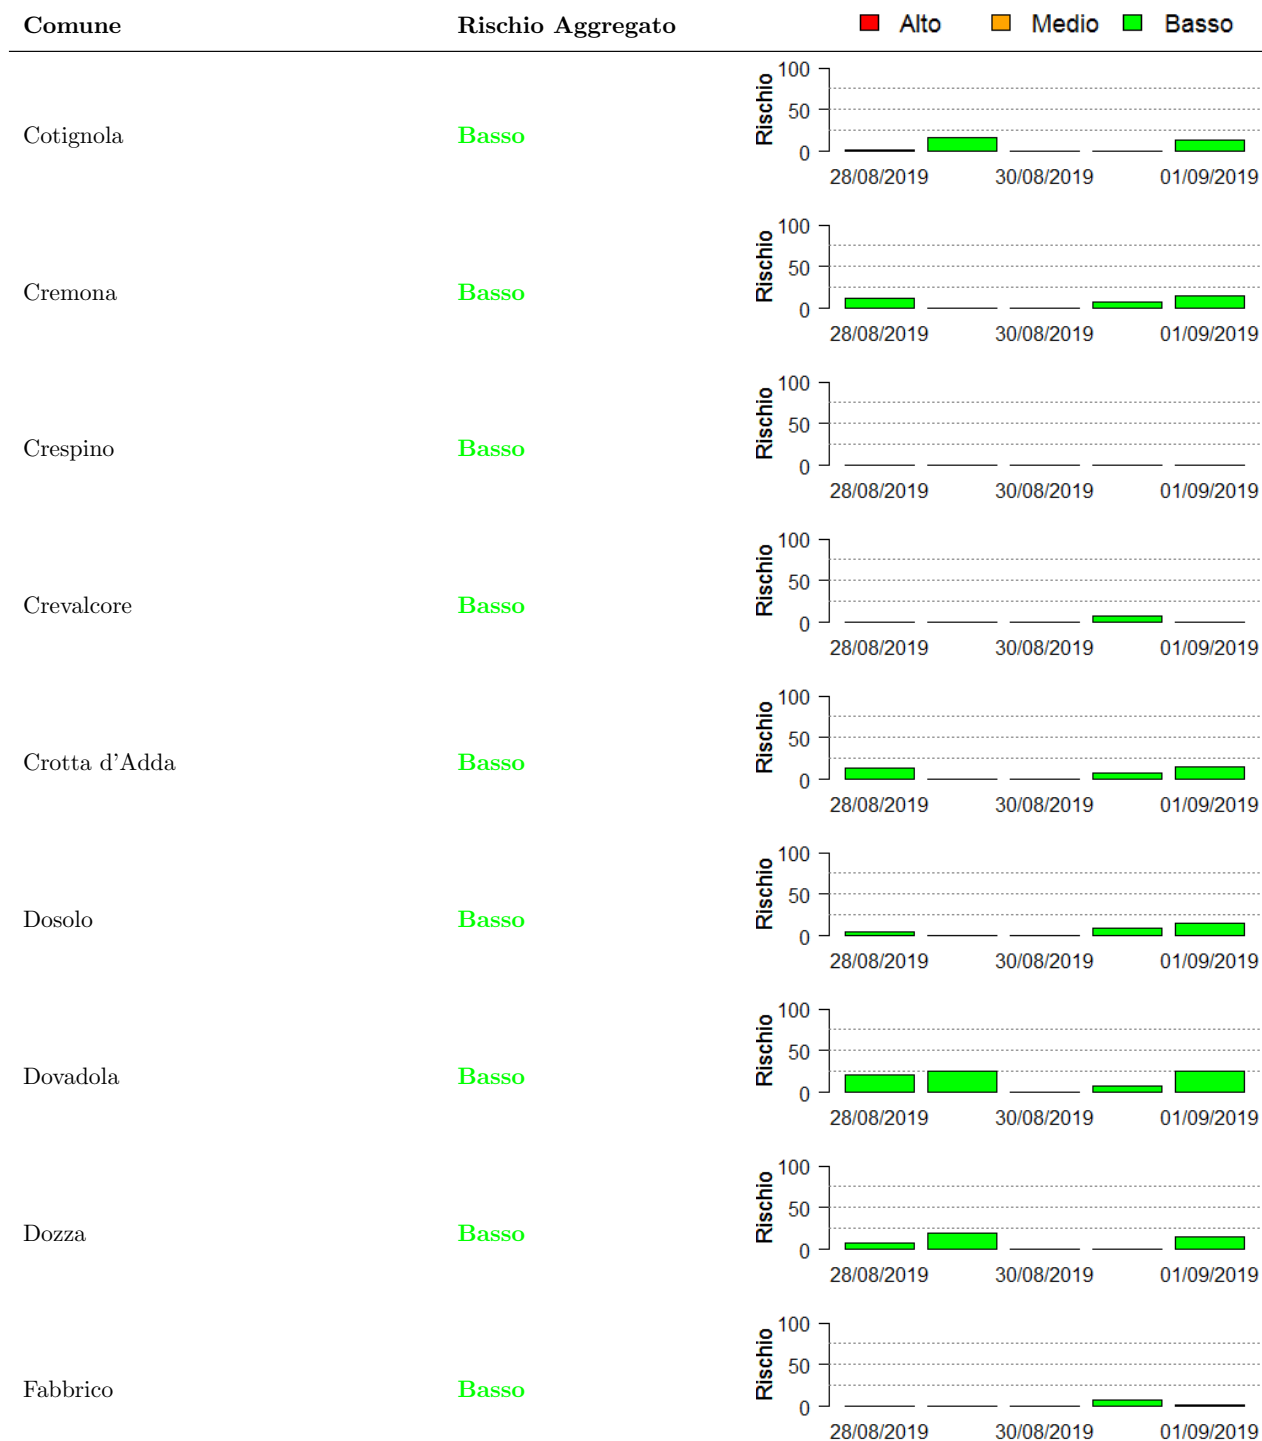 Comune Rischio Aggregato Alto Medio Basso
Cotignola Basso Rischio 100 50 0
28/08/2019 30/08/2019 01/09/2019
Cremona Basso Rischio 100 50 0
28/08/2019 30/08/2019 01/09/2019
Crespino Basso Rischio 100 50 0
28/08/2019 30/08/2019 01/09/2019
Crevalcore Basso Rischio 100 50 0
28/08/2019 30/08/2019 01/09/2019
Crotta d'Adda Basso Rischio 100 50 0
28/08/2019 30/08/2019 01/09/2019
Dosolo Basso Rischio 100 50 0
28/08/2019 30/08/2019 01/09/2019
Dovadola Basso Rischio 100 50 0
28/08/2019 30/08/2019 01/09/2019
Dozza Basso Rischio 100 50 0
28/08/2019 30/08/2019 01/09/2019
Fabbrico Basso Rischio 100 50 0
28/08/2019 30/08/2019 01/09/2019